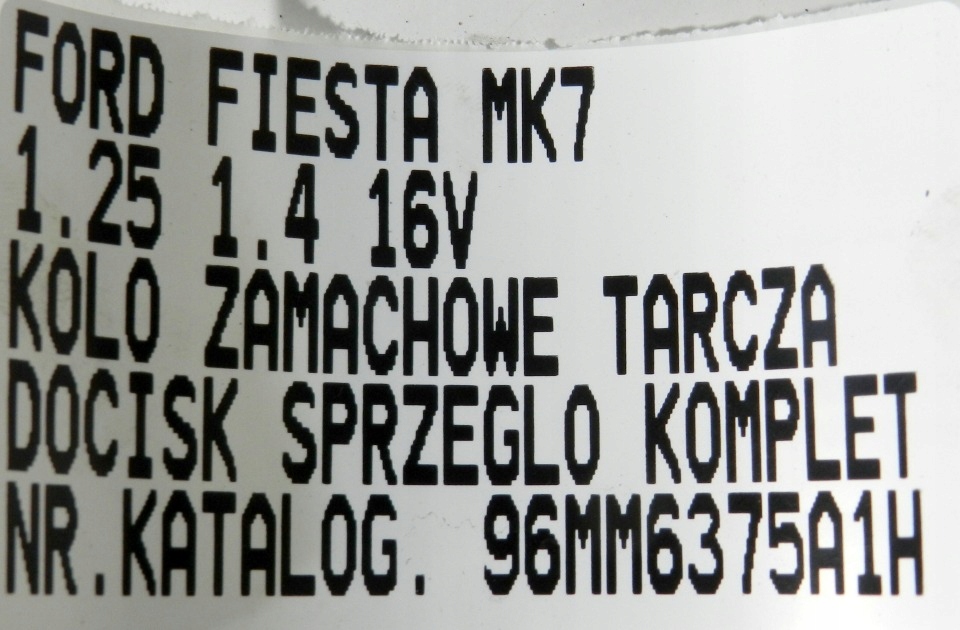 FORD FIESTA MK7
1.25 1.4 16V
KOLO ZAMACHOWE TARCZA
DOCISK SPRZEGLO KOMPLET
NR.KATALOG. 96MM6375A1H